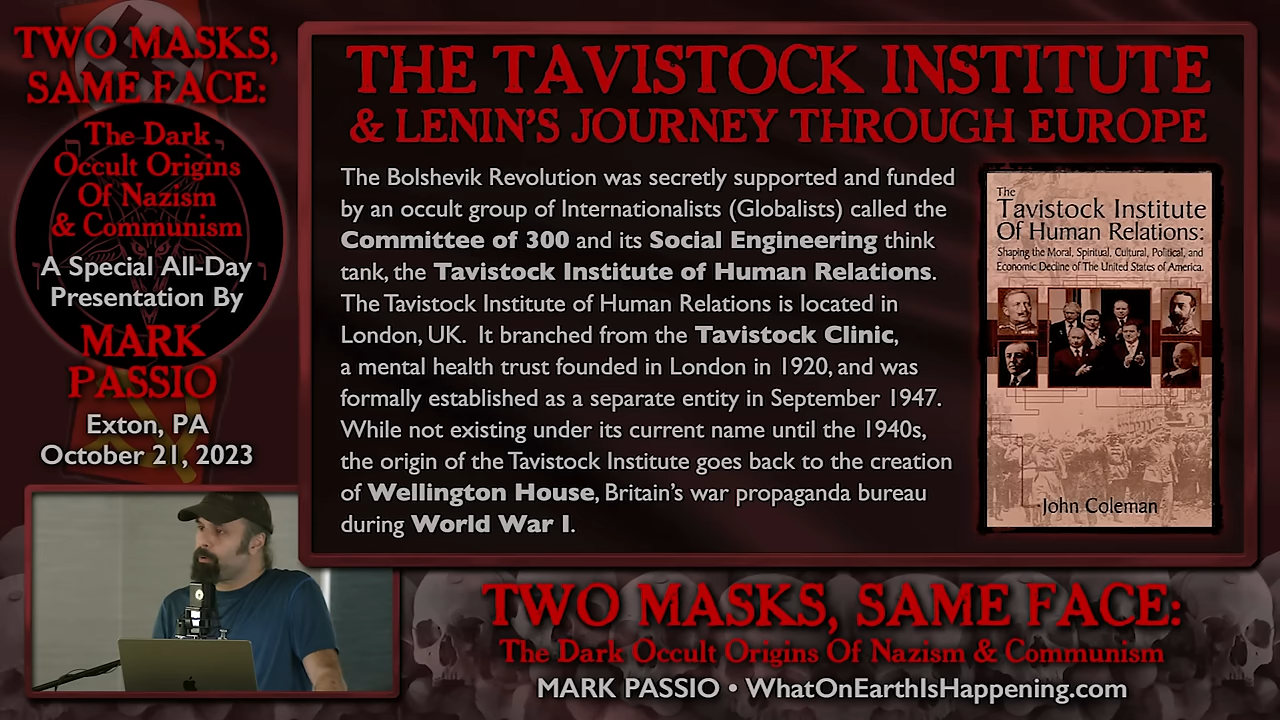 TWO MASKS,
SAME FACE:
The Dark
Occult Origins
Of Nazism
& Communism
A Special All-Day
Presentation By
MARK
PASSIO
Exton, PA
October 21, 2023
THE TAVISTOCK INSTITUTE
& LENIN'S JOURNEY THROUGH EUROPE
The Bolshevik Revolution was secretly supported and funded
by an occult group of Internationalists (Globalists) called the
Committee of 300 and its Social Engineering think
tank, the Tavistock Institute of Human Relations.
The Tavistock Institute of Human Relations is located in
London, UK. It branched from the Tavistock Clinic,
a mental health trust founded in London in 1920, and was
formally established as a separate entity in September 1947.
While not existing under its current name until the 1940s,
the origin of the Tavistock Institute goes back to the creation
of Wellington House, Britain's war propaganda bureau
during World War I.
The
Tavistock Institute
Of Human Relations:
Shaping the Moral, Spiritual, Cultural, Political, and
Economic Decline of The United States of America.
John Coleman
TWO MASKS, SAME FACE:
The Dark Occult Origins Of Nazism & Communism
MARK PASSIO • WhatOnEarthIsHappening.com